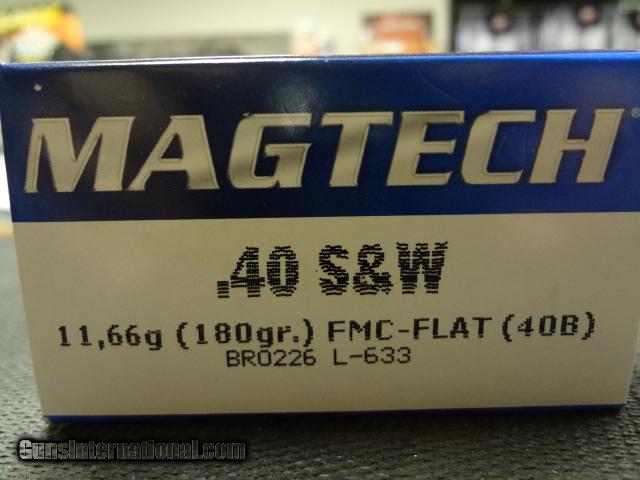 MAGTECH®
.40 S&W
11,66g (180gr.) FMC-FLAT (40B)
BR0226 L-633
GunsInternational.com